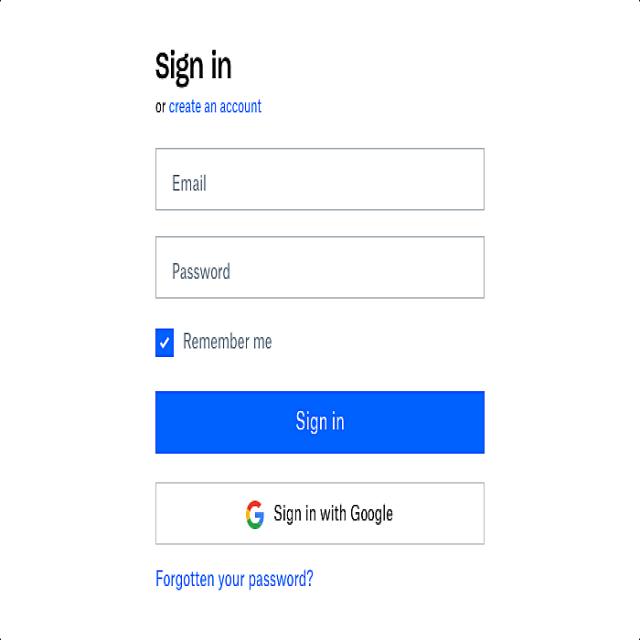 Sign in
or create an account
Email
Password
Remember me
Sign in
Sign in with Google
Forgotten your password?